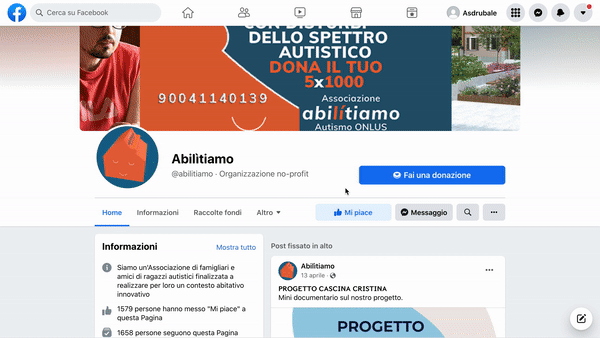 Cerca su Facebook
Asdrubale
CON DISTURBI
DELLO SPETTRO
AUTISTICO
DONA IL TUO
5x1000
90041140139
Associazione
abilítiamo
Autismo ONLUS
Abilìtiamo
@abilitiamo · Organizzazione no-profit
Fai una donazione
Home
Informazioni
Raccolte fondi
Altro
Mi piace
Messaggio
Informazioni
Mostra tutto
Siamo un'Associazione di famigliari e
amici di ragazzi autistici finalizzata a
realizzare per loro un contesto abitativo
innovativo
1579 persone hanno messo "Mi piace" a
questa Pagina
1658 persone seguono questa Pagina
Post fissato in alto
Abilìtiamo
13 aprile ·
PROGETTO CASCINA CRISTINA
Mini documentario sul nostro progetto.
PROGETTO